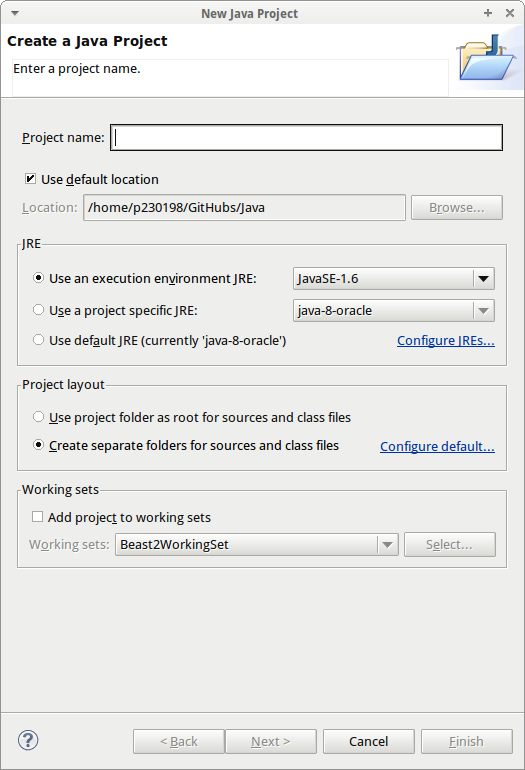 New Java Project
Create a Java Project
Enter a project name.
Project name:
Use default location
Location: /home/p230198/GitHubs/Java Browse...
JRE
Use an execution environment JRE: JavaSE-1.6
Use a project specific JRE: java-8-oracle
Use default JRE (currently 'java-8-oracle') Configure JREs...
Project layout
Use project folder as root for sources and class files
Create separate folders for sources and class files Configure default...
Working sets
Add project to working sets
Working sets: Beast2WorkingSet Select...
? < Back Next > Cancel Finish